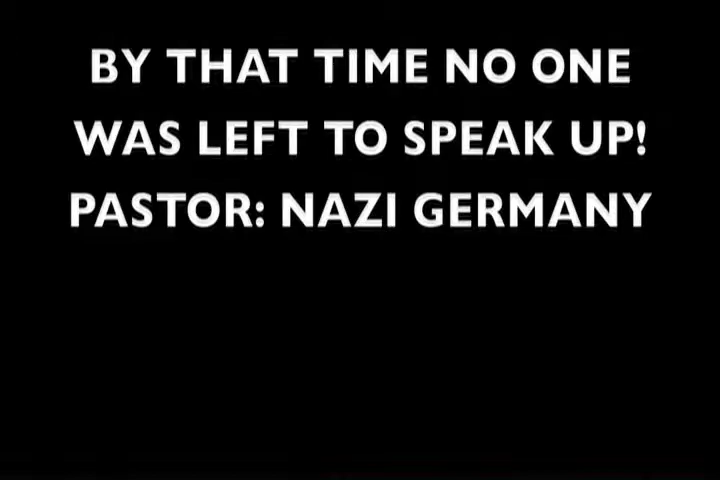 BY THAT TIME NO ONE
WAS LEFT TO SPEAK UP!
PASTOR: NAZI GERMANY